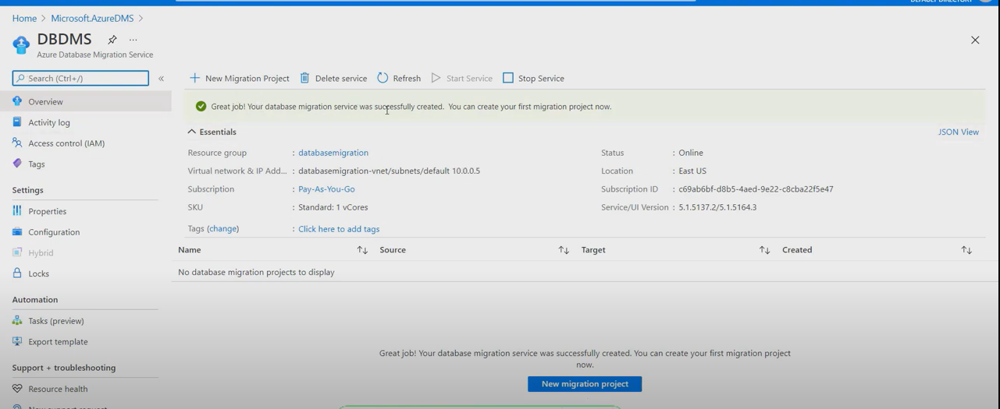 DEFAULT DIRECTORY
Home > Microsoft.AzureDMS >
DBDMS
Azure Database Migration Service
Search (Ctrl+/)
Overview
Activity log
Access control (IAM)
Tags
Settings
Properties
Configuration
Hybrid
Locks
Automation
Tasks (preview)
Export template
Support + troubleshooting
Resource health
New support request
New Migration Project Delete service Refresh Start Service Stop Service
Great job! Your database migration service was successfully created. You can create your first migration project now.
Essentials JSON View
Resource group : databasemigration Status : Online
Virtual network & IP Add... : databasemigration-vnet/subnets/default 10.0.0.5 Location : East US
Subscription : Pay-As-You-Go Subscription ID : c69ab6bf-d8b5-4aed-9e22-c8cba22f5e47
SKU : Standard: 1 vCores Service/UI Version : 5.1.5137.2/5.1.5164.3
Tags (change) : Click here to add tags
Name Source Target Created
No database migration projects to display
Great job! Your database migration service was successfully created. You can create your first migration project
now.
New migration project